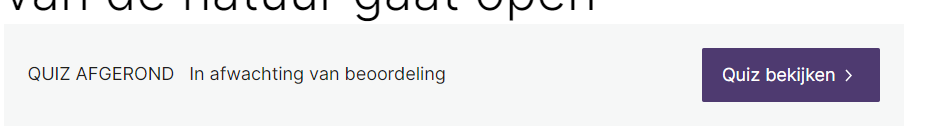 van de natuur gaat open
QUIZ AFGEROND In afwachting van beoordeling
Quiz bekijken